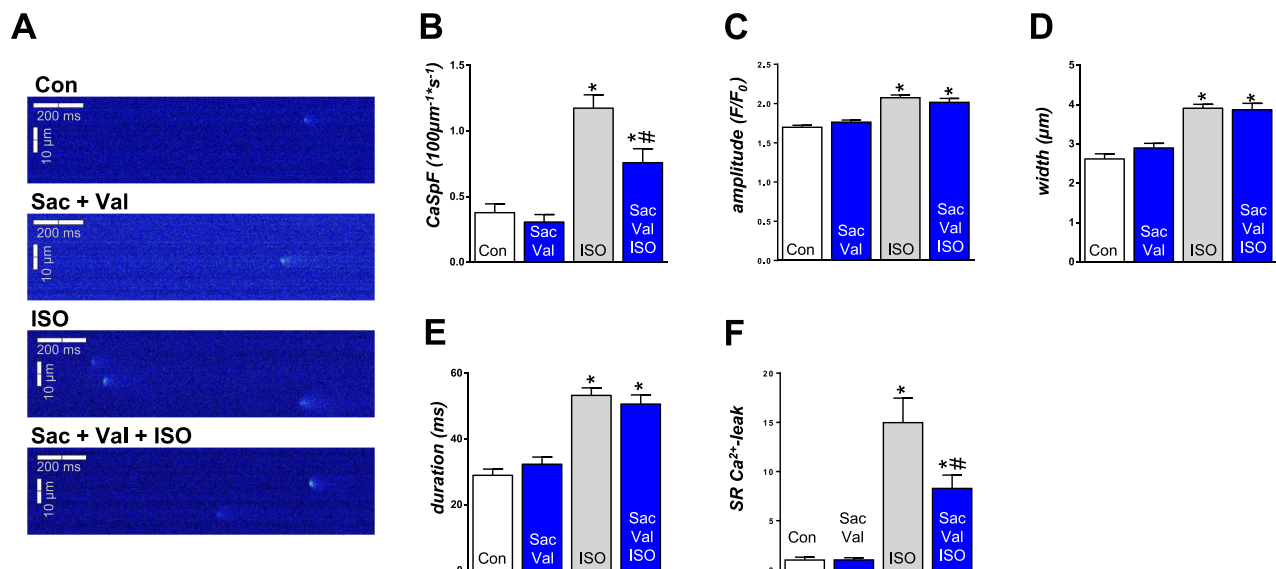 A
Con
200 ms
10 µm
Sac + Val
200 ms
10 µm
ISO
200 ms
10 µm
Sac + Val + ISO
200 ms
10 µm
B
CaSpF (100µm⁻¹*s⁻¹)
1.5
1.0
0.5
0.0
*
*#
Con
Sac
Val
ISO
Sac
Val
ISO
C
amplitude (F/F₀)
2.5
2.0
1.5
1.0
0.5
0.0
*
*
Con
Sac
Val
ISO
Sac
Val
ISO
D
width (µm)
5
4
3
2
1
0
*
*
Con
Sac
Val
ISO
Sac
Val
ISO
E
duration (ms)
60
40
20
0
*
*
Con
Sac
Val
ISO
Sac
Val
ISO
F
SR Ca²⁺-leak
20
15
10
5
0
*
*#
Con
Sac
Val
ISO
Sac
Val
ISO